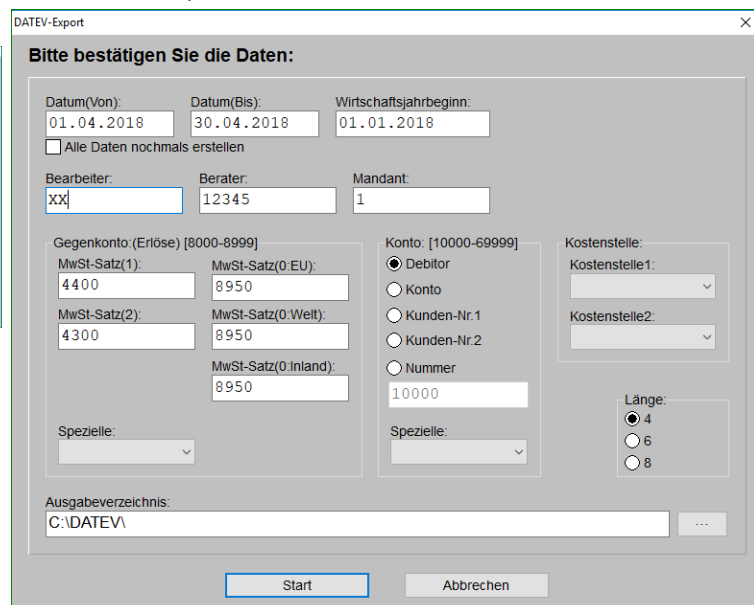 DATEV-Export
Bitte bestätigen Sie die Daten:
Datum(Von): Datum(Bis): Wirtschaftsjahrbeginn:
01.04.2018 30.04.2018 01.01.2018
Alle Daten nochmals erstellen
Bearbeiter: Berater: Mandant:
XX 12345 1
Gegenkonto:(Erlöse) [8000-8999]
MwSt-Satz(1): MwSt-Satz(0:EU):
4400 8950
MwSt-Satz(2): MwSt-Satz(0:Welt):
4300 8950
MwSt-Satz(0:Inland):
8950
Spezielle:
Konto: [10000-69999]
Debitor
Konto
Kunden-Nr.1
Kunden-Nr.2
Nummer
10000
Spezielle:
Kostenstelle:
Kostenstelle1:
Kostenstelle2:
Länge:
4
6
8
Ausgabeverzeichnis:
C:\DATEV\
...
Start Abbrechen